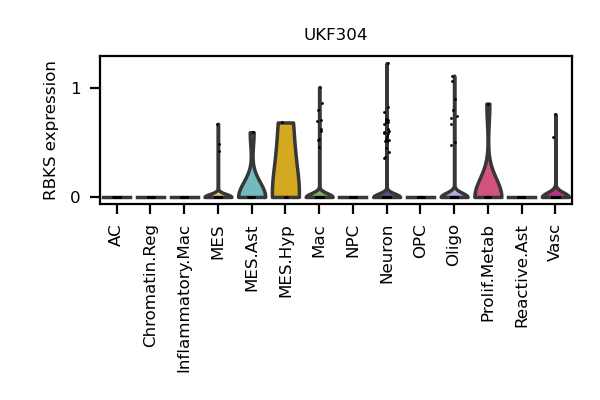 UKF304
RBKS expression
1
0
AC
Chromatin.Reg
Inflammatory.Mac
MES
MES.Ast
MES.Hyp
Mac
NPC
Neuron
OPC
Oligo
Prolif.Metab
Reactive.Ast
Vasc